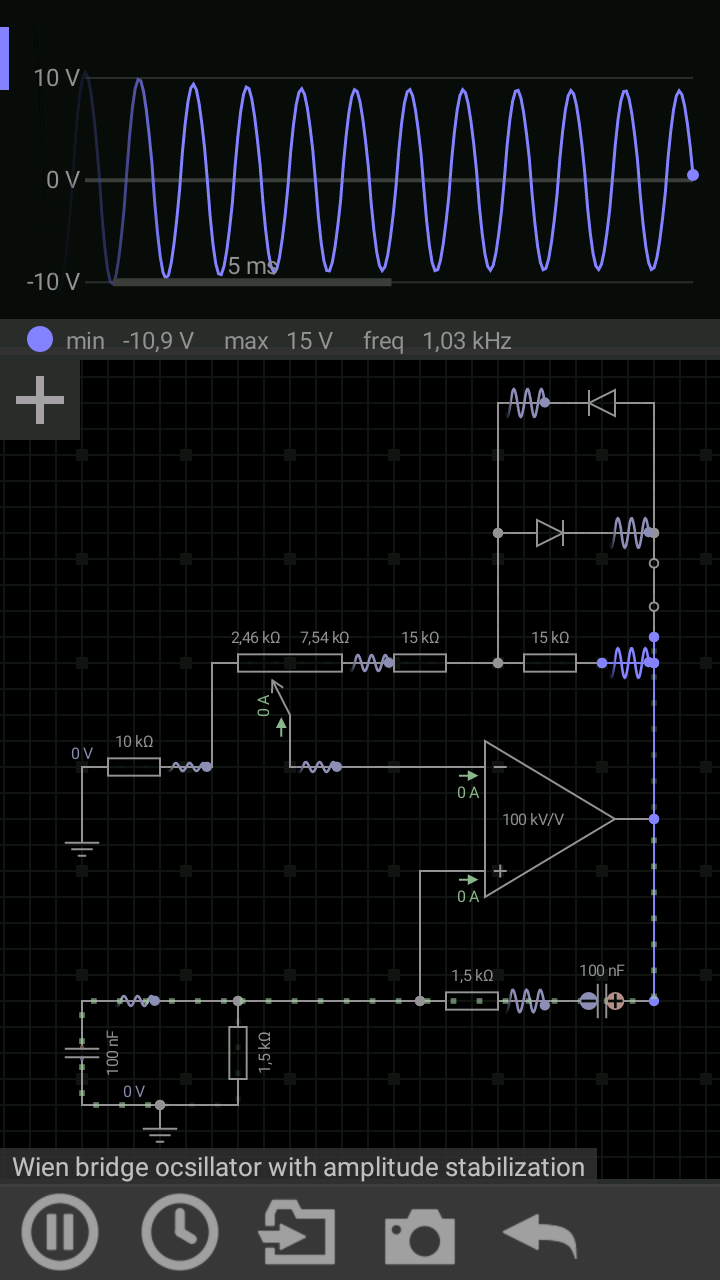 10 V
0 V
-10 V
5 ms
min -10,9 V max 15 V freq 1,03 kHz
2,46 kΩ 7,54 kΩ 15 kΩ 15 kΩ
0 A
0 V 10 kΩ
0 A
100 kV/V
0 A
1,5 kΩ 100 nF
100 nF
1,5 kΩ
0 V
Wien bridge ocsillator with amplitude stabilization